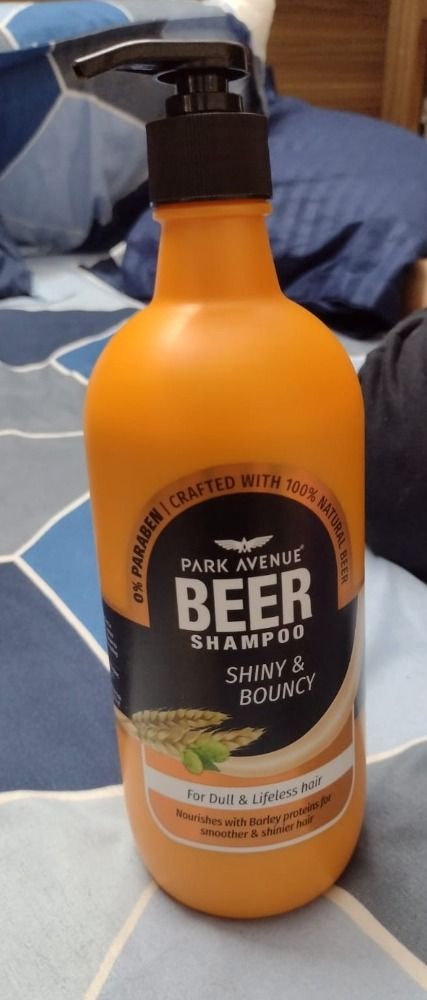 0% PARABEN | CRAFTED WITH 100% NATURAL BEER
PARK AVENUE®
BEER
SHAMPOO
SHINY &
BOUNCY
For Dull & Lifeless hair
Nourishes with Barley proteins for
smoother & shinier hair